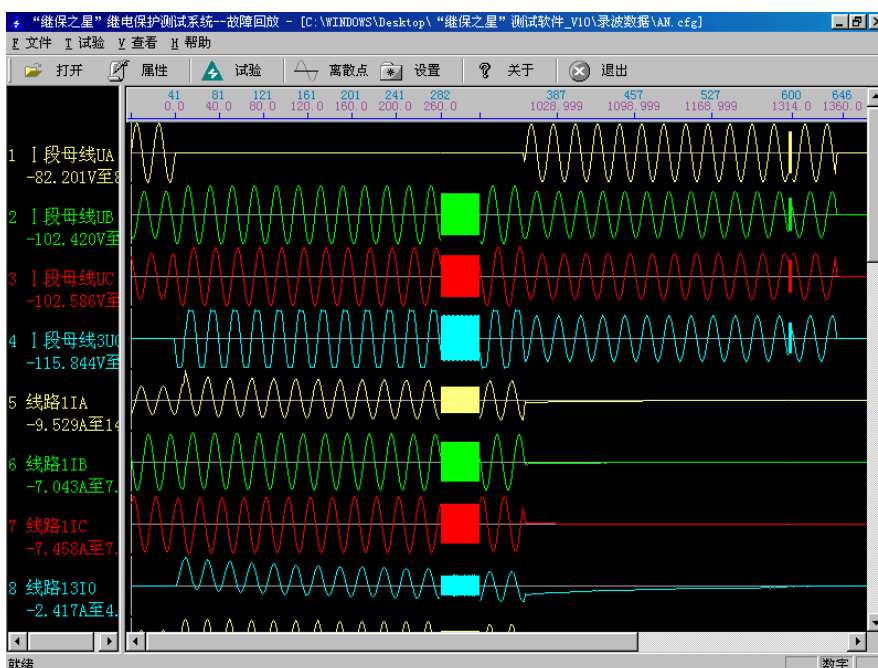 “继保之星”继电保护测试系统--故障回放 - [C:\WINDOWS\Desktop\“继保之星”测试软件_V10\录波数据\AN.cfg]
F 文件 T 试验 V 查看 H 帮助
打开 属性 试验 离散点 设置 关于 退出
41 81 121 161 201 241 282 387 457 527 600 646
0.0 40.0 80.0 120.0 160.0 200.0 260.0 1028.999 1098.999 1168.999 1314.0 1360.0
1 Ⅰ段母线UA
-82.201V至8
2 Ⅰ段母线UB
-102.420V至
3 Ⅰ段母线UC
-102.586V至
4 Ⅰ段母线3U0
-115.844V至
5 线路1IA
-9.529A至14
6 线路1IB
-7.043A至7.
7 线路1IC
-7.458A至7.
8 线路13I0
-2.417A至4.
就绪 数字